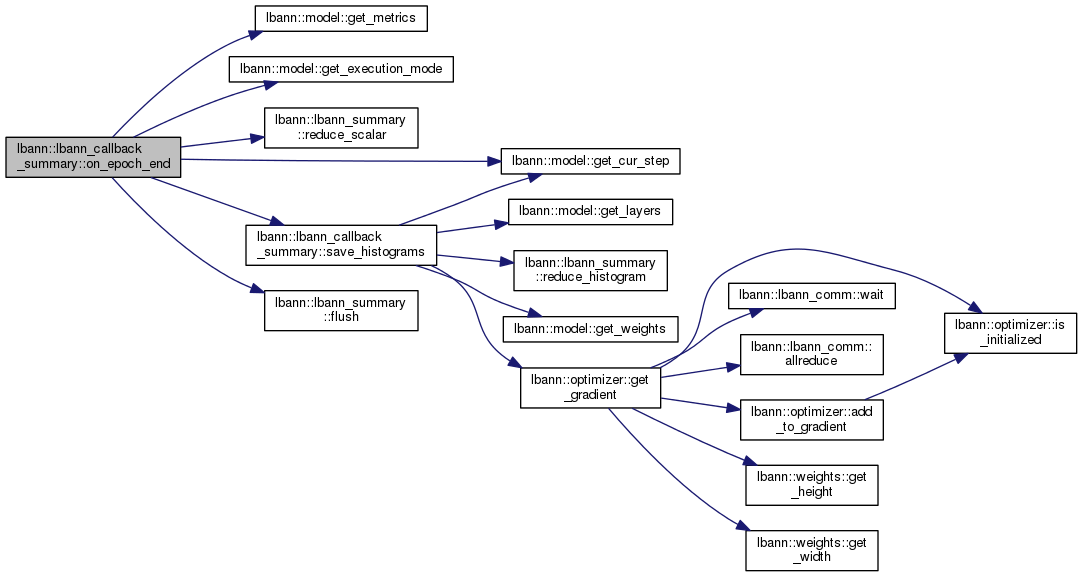 lbann::model::get_metrics
lbann::model::get_execution_mode
lbann::lbann_summary
::reduce_scalar
lbann::lbann_callback
_summary::on_epoch_end
lbann::model::get_cur_step
lbann::model::get_layers
lbann::lbann_callback
_summary::save_histograms
lbann::lbann_summary
::reduce_histogram
lbann::lbann_summary
::flush
lbann::model::get_weights
lbann::optimizer::get
_gradient
lbann::lbann_comm::wait
lbann::lbann_comm::
allreduce
lbann::optimizer::add
_to_gradient
lbann::weights::get
_height
lbann::weights::get
_width
lbann::optimizer::is
_initialized